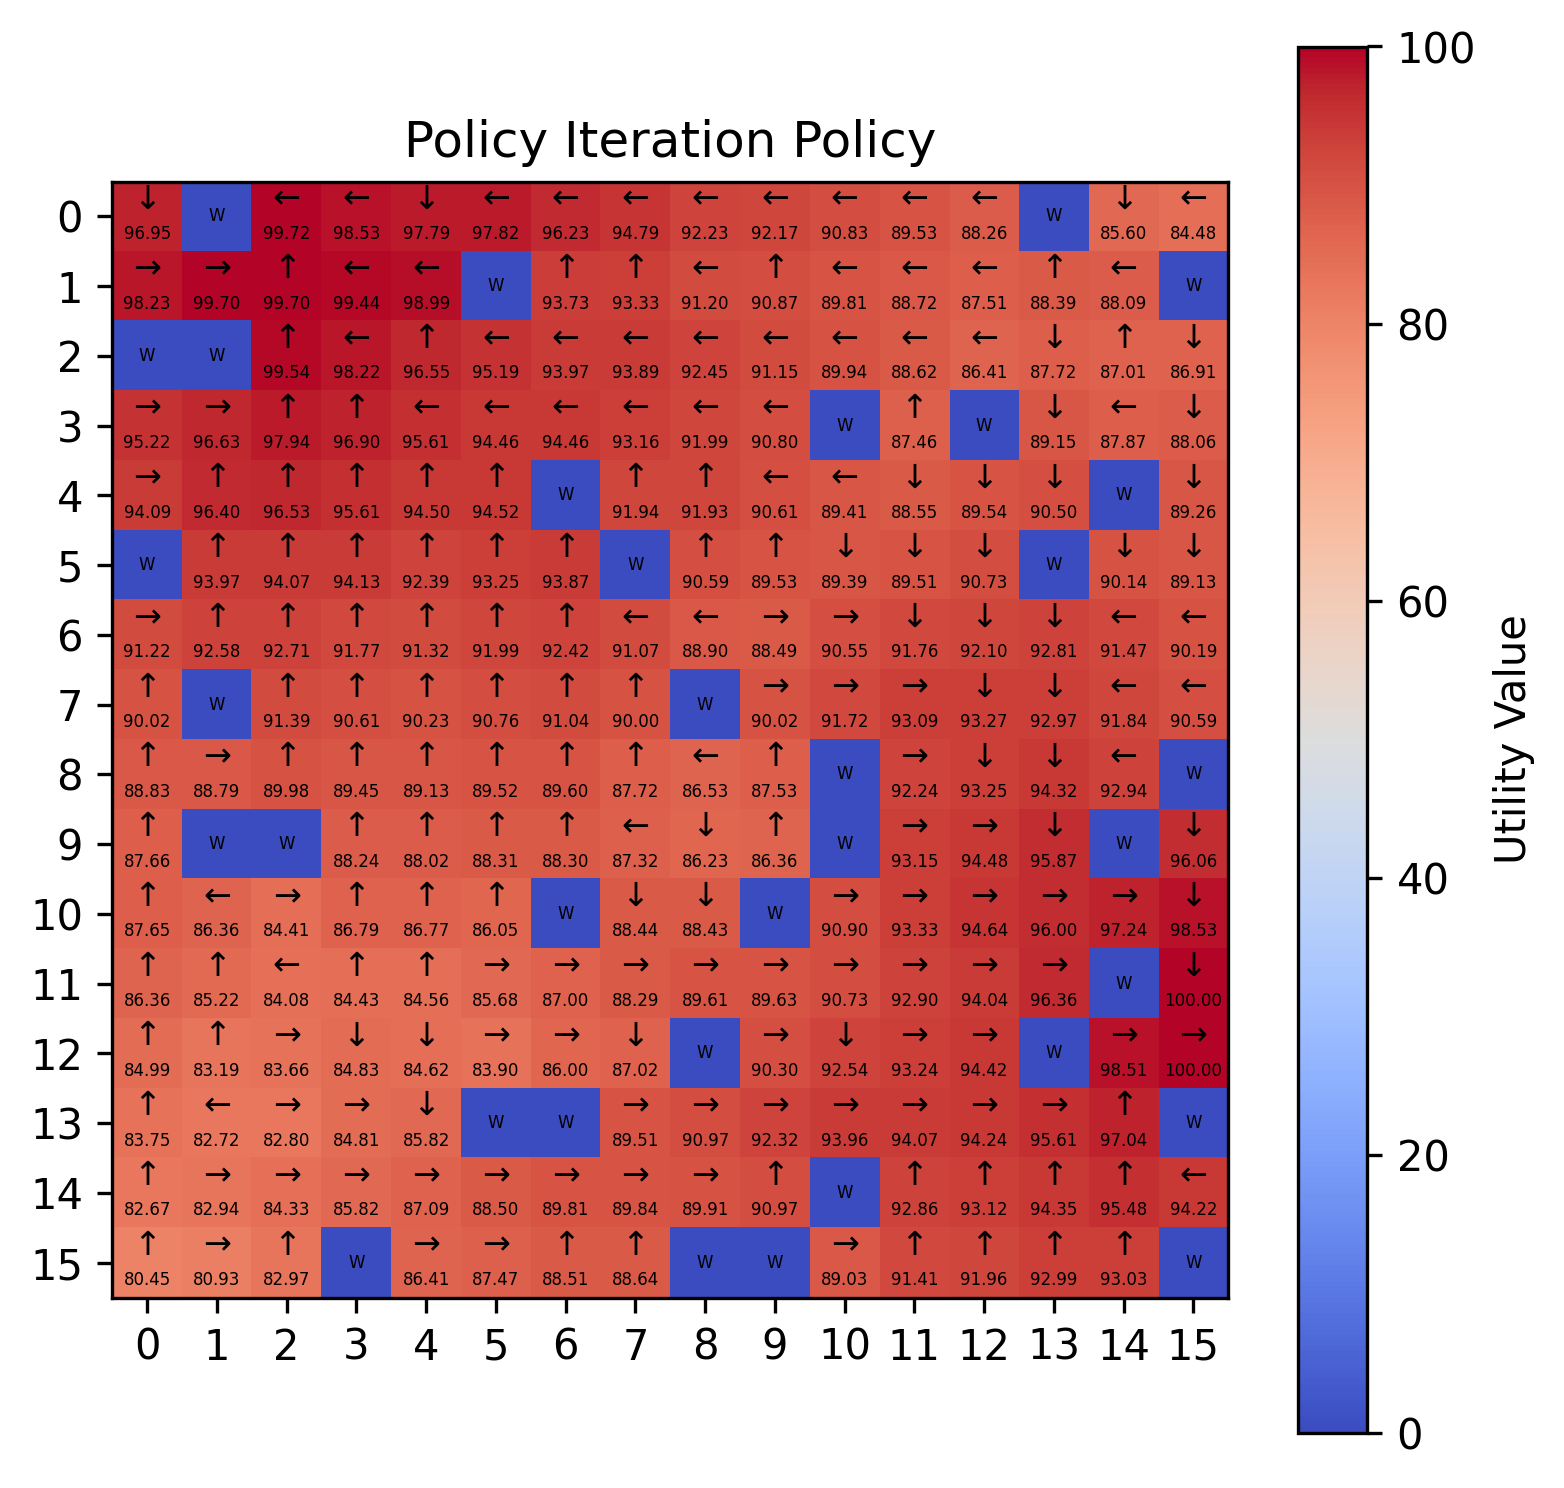 Policy Iteration Policy
0 ↓ W ← ← ↓ ← ← ← ← ← ← ← ← W ↓ ←
96.95 99.72 98.53 97.79 97.82 96.23 94.79 92.23 92.17 90.83 89.53 88.26 85.60 84.48
1 → → ↑ ← ← W ↑ ↑ ← ↑ ← ← ← ↑ ← W
98.23 99.70 99.70 99.44 98.99 93.73 93.33 91.20 90.87 89.81 88.72 87.51 88.39 88.09
2 W W ↑ ← ↑ ← ← ← ← ← ← ← ← ↓ ↑ ↓
99.54 98.22 96.55 95.19 93.97 93.89 92.45 91.15 89.94 88.62 86.41 87.72 87.01 86.91
3 → → ↑ ↑ ← ← ← ← ← ← W ↑ W ↓ ← ↓
95.22 96.63 97.94 96.90 95.61 94.46 94.46 93.16 91.99 90.80 87.46 89.15 87.87 88.06
4 → ↑ ↑ ↑ ↑ ↑ W ↑ ↑ ← ← ↓ ↓ ↓ W ↓
94.09 96.40 96.53 95.61 94.50 94.52 91.94 91.93 90.61 89.41 88.55 89.54 90.50 89.26
5 W ↑ ↑ ↑ ↑ ↑ ↑ W ↑ ↑ ↓ ↓ ↓ W ↓ ↓
93.97 94.07 94.13 92.39 93.25 93.87 90.59 89.53 89.39 89.51 90.73 90.14 89.13
6 → ↑ ↑ ↑ ↑ ↑ ↑ ← ← → → ↓ ↓ ↓ ← ←
91.22 92.58 92.71 91.77 91.32 91.99 92.42 91.07 88.90 88.49 90.55 91.76 92.10 92.81 91.47 90.19
7 ↑ W ↑ ↑ ↑ ↑ ↑ ↑ W → → → ↓ ↓ ← ←
90.02 91.39 90.61 90.23 90.76 91.04 90.00 90.02 91.72 93.09 93.27 92.97 91.84 90.59
8 ↑ → ↑ ↑ ↑ ↑ ↑ ↑ ← ↑ W → ↓ ↓ ← W
88.83 88.79 89.98 89.45 89.13 89.52 89.60 87.72 86.53 87.53 92.24 93.25 94.32 92.94
9 ↑ W W ↑ ↑ ↑ ↑ ← ↓ ↑ W → → ↓ W ↓
87.66 88.24 88.02 88.31 88.30 87.32 86.23 86.36 93.15 94.48 95.87 96.06
10 ↑ ← → ↑ ↑ ↑ W ↓ ↓ W → → → → → ↓
87.65 86.36 84.41 86.79 86.77 86.05 88.44 88.43 90.90 93.33 94.64 96.00 97.24 98.53
11 ↑ ↑ ← ↑ ↑ → → → → → → → → → W ↓
86.36 85.22 84.08 84.43 84.56 85.68 87.00 88.29 89.61 89.63 90.73 92.90 94.04 96.36 100.00
12 ↑ ↑ → ↓ ↓ → → ↓ W → ↓ → → W → →
84.99 83.19 83.66 84.83 84.62 83.90 86.00 87.02 90.30 92.54 93.24 94.42 98.51 100.00
13 ↑ ← → → ↓ W W → → → → → → → ↑ W
83.75 82.72 82.80 84.81 85.82 89.51 90.97 92.32 93.96 94.07 94.24 95.61 97.04
14 ↑ → → → → → → → → ↑ W ↑ ↑ ↑ ↑ ←
82.67 82.94 84.33 85.82 87.09 88.50 89.81 89.84 89.91 90.97 92.86 93.12 94.35 95.48 94.22
15 ↑ → ↑ W → → ↑ ↑ W W → ↑ ↑ ↑ ↑ W
80.45 80.93 82.97 86.41 87.47 88.51 88.64 89.03 91.41 91.96 92.99 93.03
0 1 2 3 4 5 6 7 8 9 10 11 12 13 14 15
100
80
60
40
20
0
Utility Value